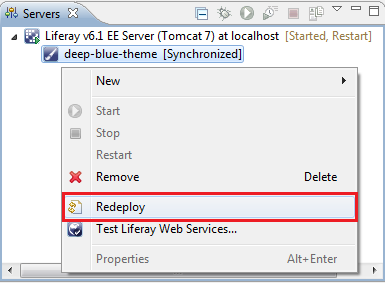 Servers
Liferay v6.1 EE Server (Tomcat 7) at localhost [Started, Restart]
deep-blue-theme [Synchronized]
New
Start
Stop
Restart
Remove Delete
Redeploy
Test Liferay Web Services...
Properties Alt+Enter